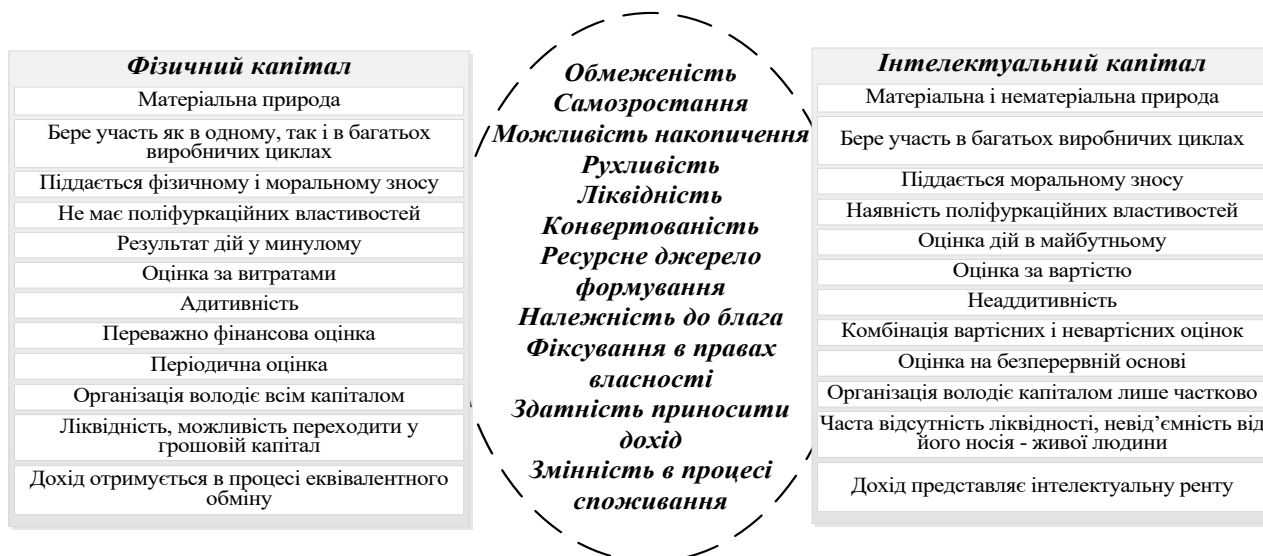 Фізичний капітал
Матеріальна природа
Бере участь як в одному, так і в багатьох
виробничих циклах
Піддається фізичному і моральному зносу
Не має поліфуркаційних властивостей
Результат дій у минулому
Оцінка за витратами
Адитивність
Переважно фінансова оцінка
Періодична оцінка
Організація володіє всім капіталом
Ліквідність, можливість переходити у
грошовій капітал
Дохід отримується в процесі еквівалентного
обміну
Обмеженість
Самозростання
Можливість накопичення
Рухливість
Ліквідність
Конвертованість
Ресурсне джерело
формування
Належність до блага
Фіксування в правах
власності
Здатність приносити
дохід
Змінність в процесі
споживання
Інтелектуальний капітал
Матеріальна і нематеріальна природа
Бере участь в багатьох виробничих циклах
Піддається моральному зносу
Наявність поліфуркаційних властивостей
Оцінка дій в майбутньому
Оцінка за вартістю
Неаддитивність
Комбінація вартісних і невартісних оцінок
Оцінка на безперервній основі
Організація володіє капіталом лише частково
Часта відсутність ліквідності, невід’ємність від
його носія - живої людини
Дохід представляє інтелектуальну ренту